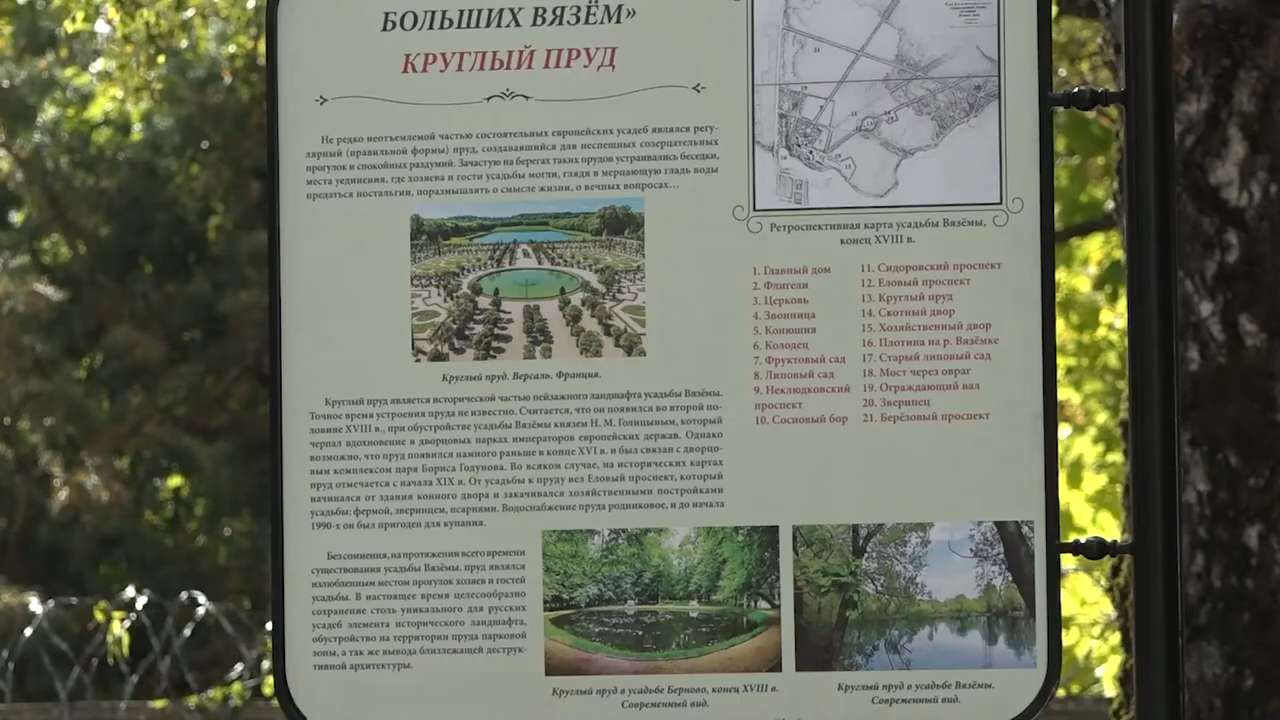 БОЛЬШИХ ВЯЗЁМ»
КРУГЛЫЙ ПРУД
Не редко неотъемлемой частью состоятельных европейских усадеб являлся регу-
лярный (правильной формы) пруд, создававшийся для неспешных созерцательных
прогулок и спокойных раздумий. Зачастую на берегах таких прудов устраивались беседки,
места уединения, где хозяева и гости усадьбы могли, глядя в мерцающую гладь воды
предаться ностальгии, поразмышлять о смысле жизни, о вечных вопросах…
Круглый пруд. Версаль. Франция.
Круглый пруд является исторической частью пейзажного ландшафта усадьбы Вязёмы.
Точное время устроения пруда не известно. Считается, что он появился во второй по-
ловине XVIII в., при обустройстве усадьбы Вязёмы князем Н. М. Голицыным, который
черпал вдохновение в дворцовых парках императоров европейских держав. Однако
возможно, что пруд появился намного раньше в конце XVI в. и был связан с дворцо-
вым комплексом царя Бориса Годунова. Во всяком случае, на исторических картах
пруд отмечается с начала XIX в. От усадьбы к пруду вел Еловый проспект, который
начинался от здания конного двора и закачивался хозяйственными постройками
усадьбы: фермой, зверинцем, псарнями. Водоснабжение пруда родниковое, и до начала
1990-х он был пригоден для купания.
Без сомнения, на протяжении всего времени
существования усадьбы Вязёмы, пруд являлся
излюбленным местом прогулок хозяев и гостей
усадьбы. В настоящее время целесообразно
сохранение столь уникального для русских
усадеб элемента исторического ландшафта,
обустройство на территории пруда парковой
зоны, а так же вывода близлежащей деструк-
тивной архитектуры.
Круглый пруд в усадьбе Берново, конец XVIII в.
Современный вид.
Круглый пруд в усадьбе Вязёмы.
Современный вид.
Ретроспективная карта усадьбы Вязёмы,
конец XVIII в.
1. Главный дом
2. Флигели
3. Церковь
4. Звонница
5. Конюшня
6. Колодец
7. Фруктовый сад
8. Липовый сад
9. Неклюдковский
проспект
10. Сосновый бор
11. Сидоровский проспект
12. Еловый проспект
13. Круглый пруд
14. Скотный двор
15. Хозяйственный двор
16. Плотина на р. Вязёмке
17. Старый липовый сад
18. Мост через овраг
19. Ограждающий вал
20. Зверинец
21. Берёзовый проспект